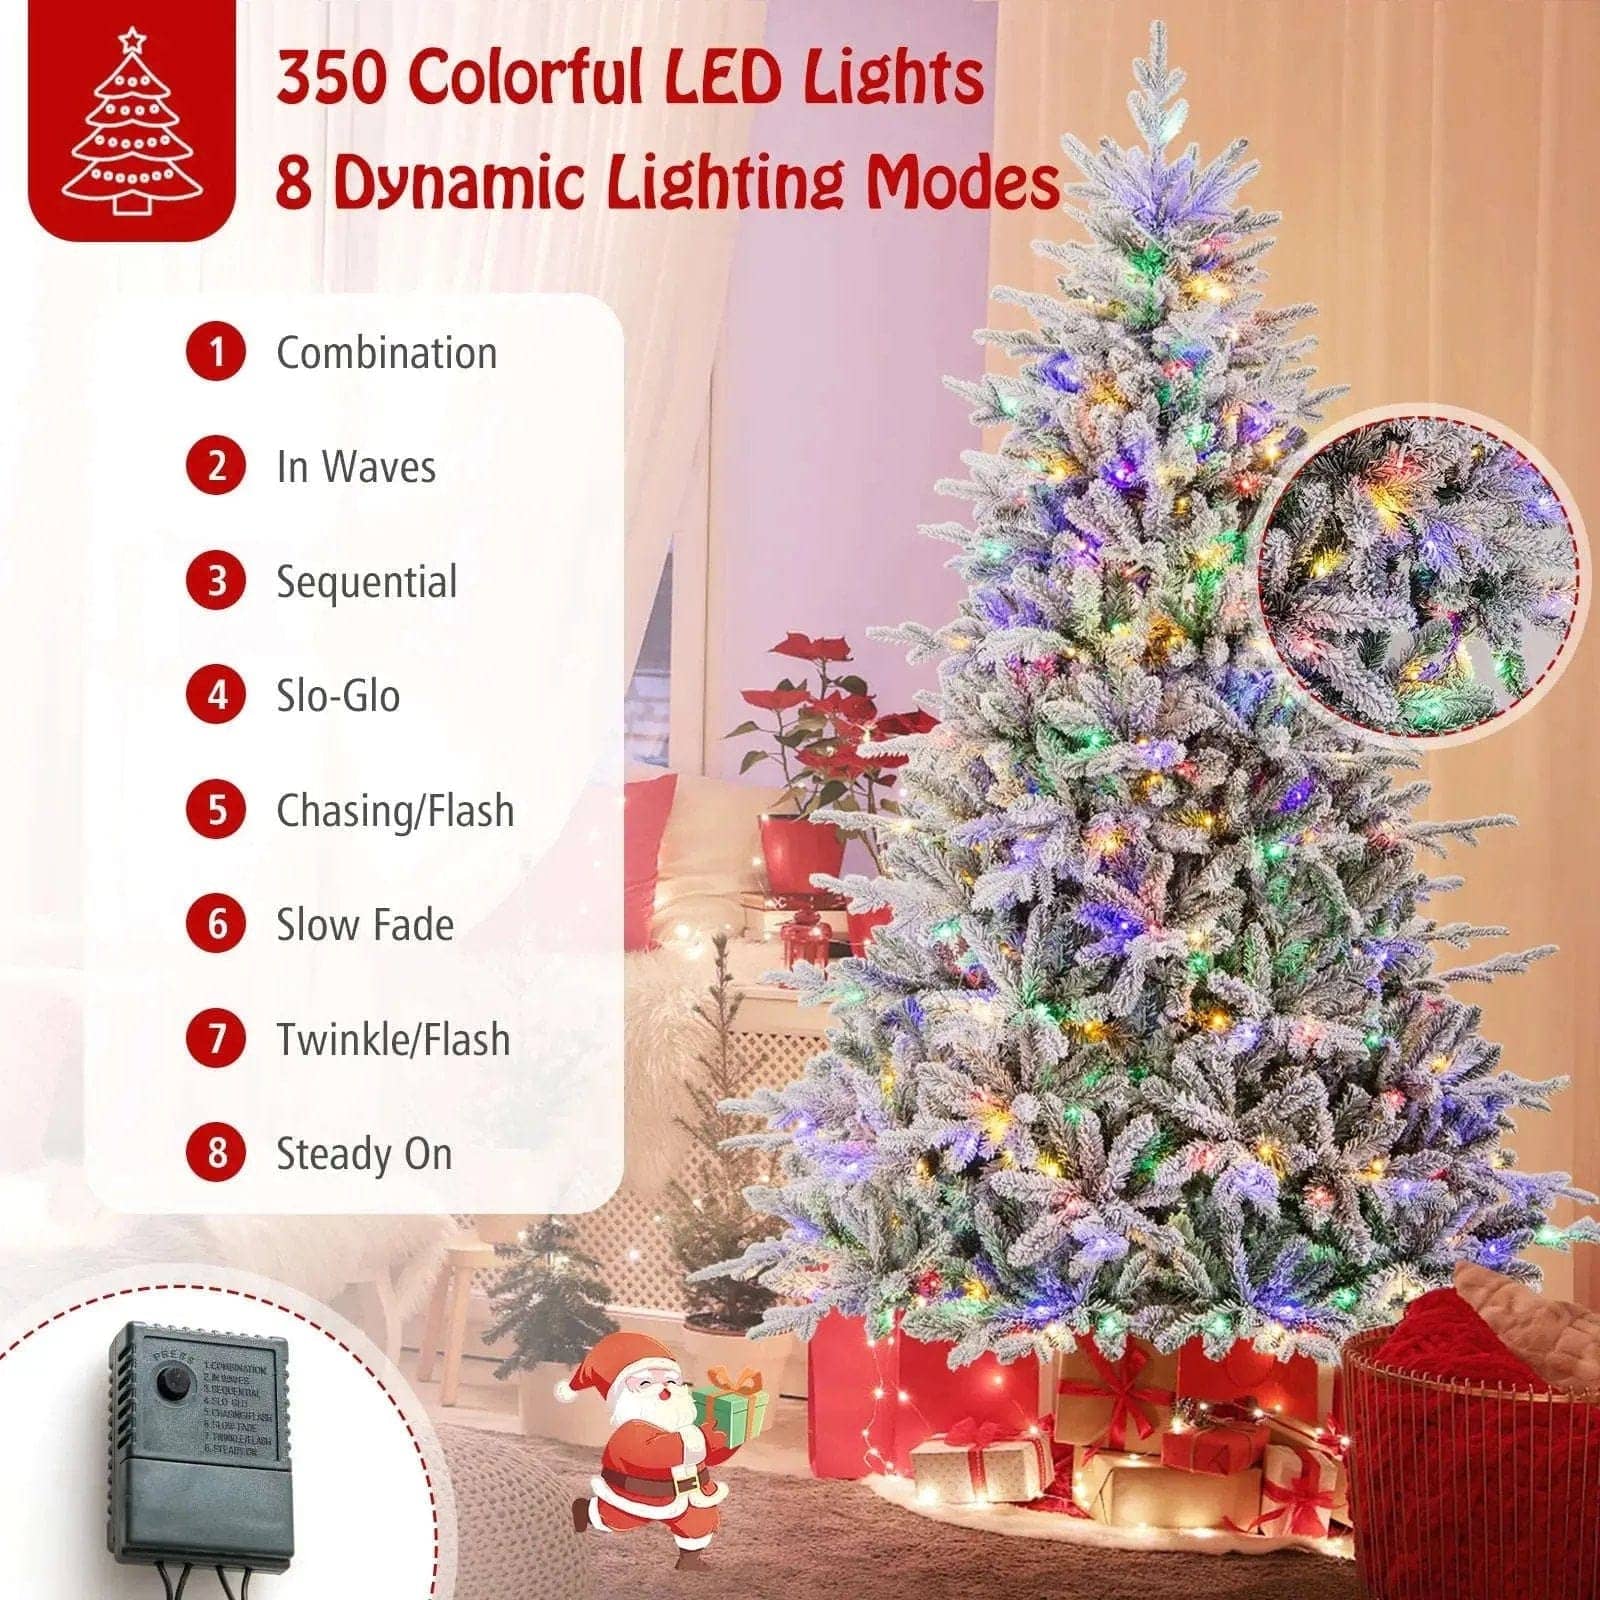 350 Colorful LED Lights
8 Dynamic Lighting Modes
1 Combination
2 In Waves
3 Sequential
4 Slo-Glo
5 Chasing/Flash
6 Slow Fade
7 Twinkle/Flash
8 Steady On
PRESS
1.COMBINATION
2.IN WAVES
3.SEQUENTIAL
4.SLO-GLO
5.CHASING/FLASH
6.SLOW FADE
7.TWINKLE/FLASH
8.STEADY ON